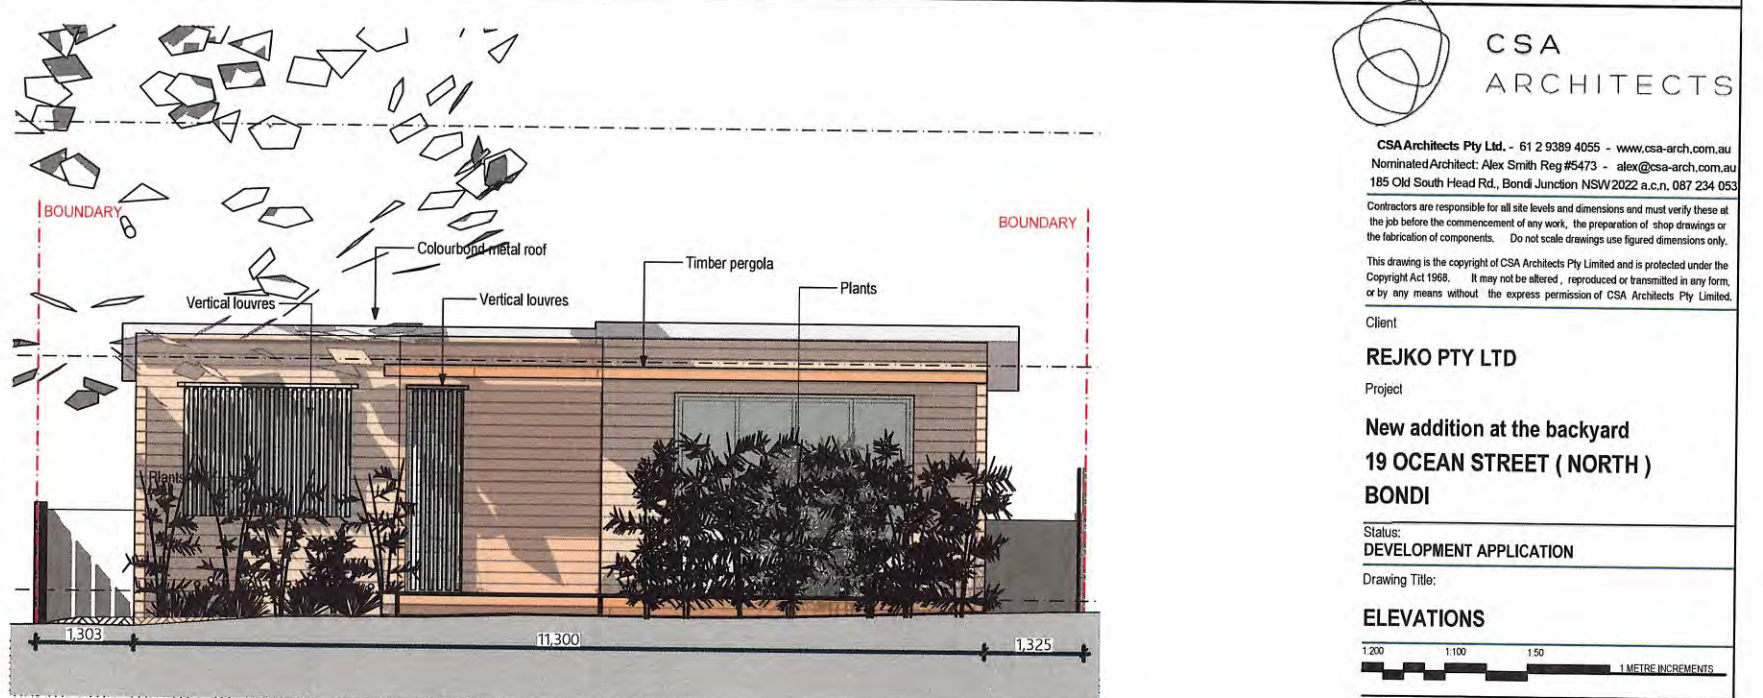 BOUNDARY
BOUNDARY
Colourbond metal roof
Timber pergola
Vertical louvres
Vertical louvres
Plants
Plants
1,303
11,300
1,325
CSA
ARCHITECTS
CSA Architects Pty Ltd. - 61 2 9389 4055 - www.csa-arch.com.au
Nominated Architect: Alex Smith Reg #5473 - alex@csa-arch.com.au
185 Old South Head Rd., Bondi Junction NSW 2022 a.c.n. 087 234 053
Contractors are responsible for all site levels and dimensions and must verify these at
the job before the commencement of any work, the preparation of shop drawings or
the fabrication of components. Do not scale drawings use figured dimensions only.
This drawing is the copyright of CSA Architects Pty Limited and is protected under the
Copyright Act 1968. It may not be altered, reproduced or transmitted in any form,
or by any means without the express permission of CSA Architects Pty Limited.
Client
REJKO PTY LTD
Project
New addition at the backyard
19 OCEAN STREET ( NORTH )
BONDI
Status:
DEVELOPMENT APPLICATION
Drawing Title:
ELEVATIONS
1:200 1:100 1:50
1 METRE INCREMENTS